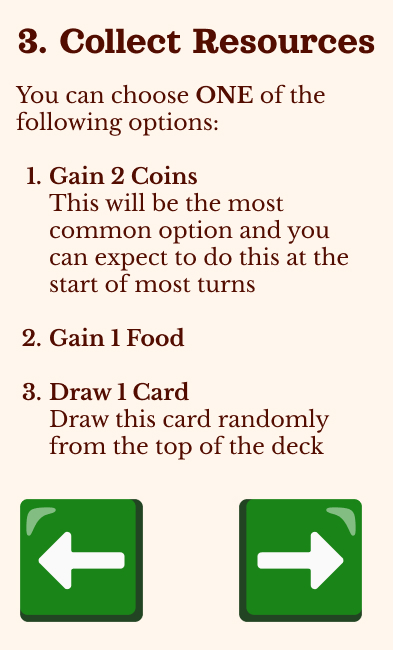 3. Collect Resources
You can choose ONE of the
following options:
1. Gain 2 Coins
This will be the most
common option and you
can expect to do this at the
start of most turns
2. Gain 1 Food
3. Draw 1 Card
Draw this card randomly
from the top of the deck